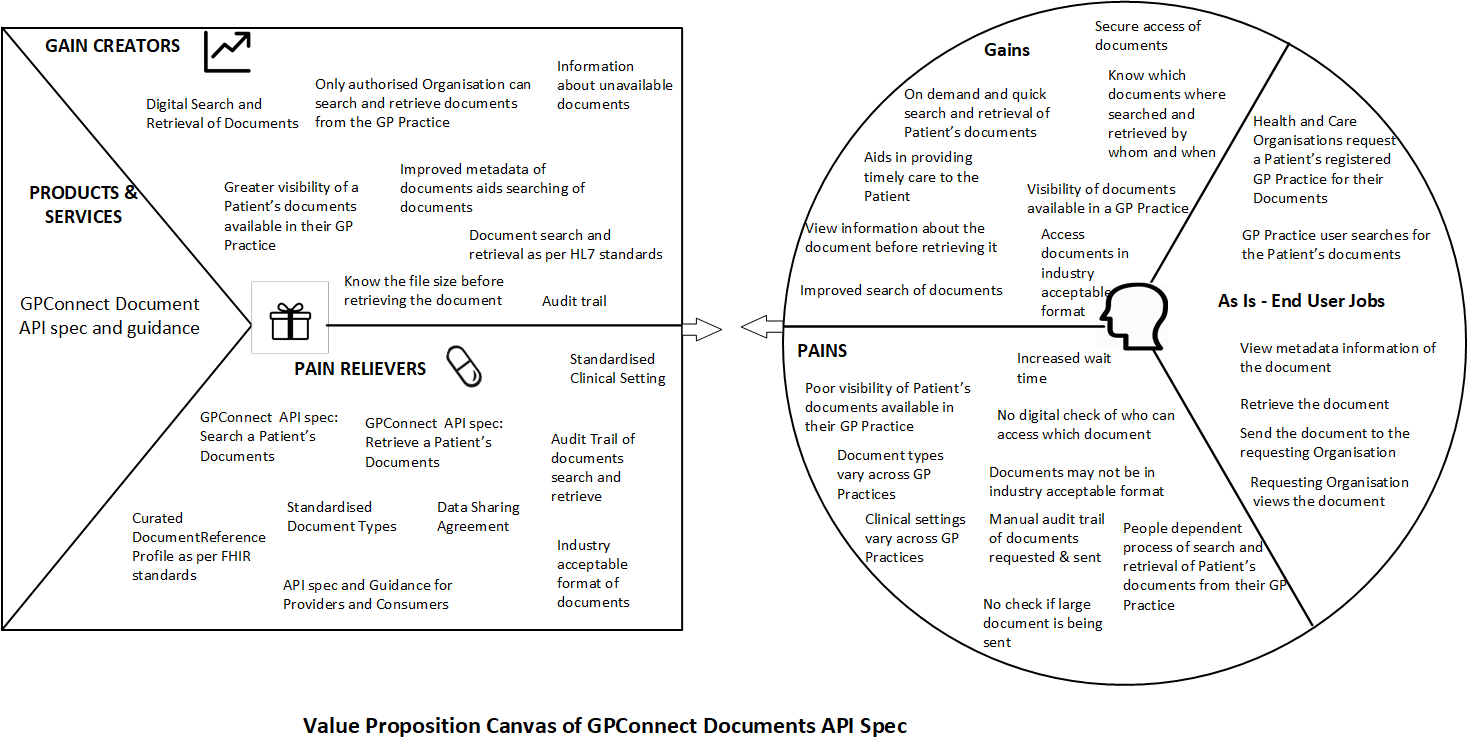 GAIN CREATORS
Digital Search and
Retrieval of Documents
Only authorised Organisation can
search and retrieve documents
from the GP Practice
Information
about unavailable
documents
Greater visibility of a
Patient's documents
available in their GP
Practice
Improved metadata of
documents aids searching of
documents
Document search and
retrieval as per HL7 standards
Know the file size before
retrieving the document
Audit trail
PRODUCTS &
SERVICES
GPConnect Document
API spec and guidance
PAIN RELIEVERS
Standardised
Clinical Setting
GPConnect API spec:
Search a Patient's
Documents
GPConnect API spec:
Retrieve a Patient's
Documents
Audit Trail of
documents
search and
retrieve
Curated
DocumentReference
Profile as per FHIR
standards
Standardised
Document Types
Data Sharing
Agreement
API spec and Guidance for
Providers and Consumers
Industry
acceptable
format of
documents
Gains
Secure access of
documents
On demand and quick
search and retrieval of
Patient's documents
Know which
documents where
searched and
retrieved by
whom and when
Aids in providing
timely care to the
Patient
Visibility of documents
available in a GP Practice
View information about the
document before retrieving it
Access
documents in
industry
acceptable
format
Improved search of documents
Health and Care
Organisations request
a Patient's registered
GP Practice for their
Documents
GP Practice user searches for
the Patient's documents
As Is - End User Jobs
View metadata information of
the document
Retrieve the document
Send the document to the
requesting Organisation
Requesting Organisation
views the document
PAINS
Increased wait
time
Poor visibility of Patient's
documents available in
their GP Practice
No digital check of who can
access which document
Document types
vary across GP
Practices
Documents may not be in
industry acceptable format
Clinical settings
vary across GP
Practices
Manual audit trail
of documents
requested & sent
People dependent
process of search and
retrieval of Patient's
documents from their GP
Practice
No check if large
document is being
sent
Value Proposition Canvas of GPConnect Documents API Spec